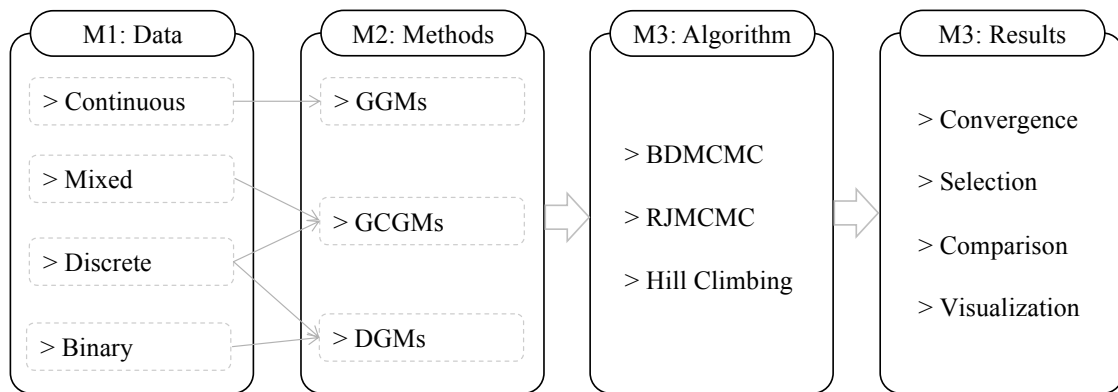 M1: Data
> Continuous
> Mixed
> Discrete
> Binary
M2: Methods
> GGMs
> GCGMs
> DGMs
M3: Algorithm
> BDMCMC
> RJMCMC
> Hill Climbing
M3: Results
> Convergence
> Selection
> Comparison
> Visualization